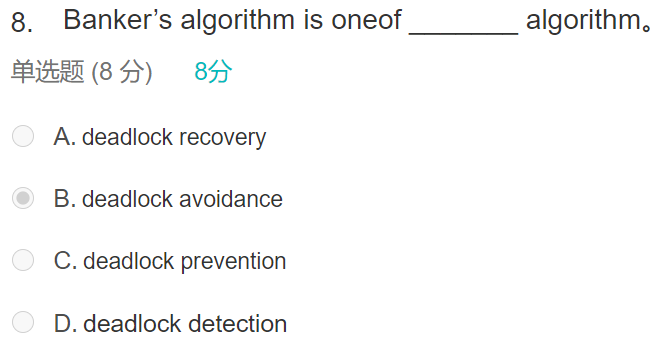 8. Banker’s algorithm is oneof _______ algorithm。
单选题 (8 分) 8分
A. deadlock recovery
B. deadlock avoidance
C. deadlock prevention
D. deadlock detection